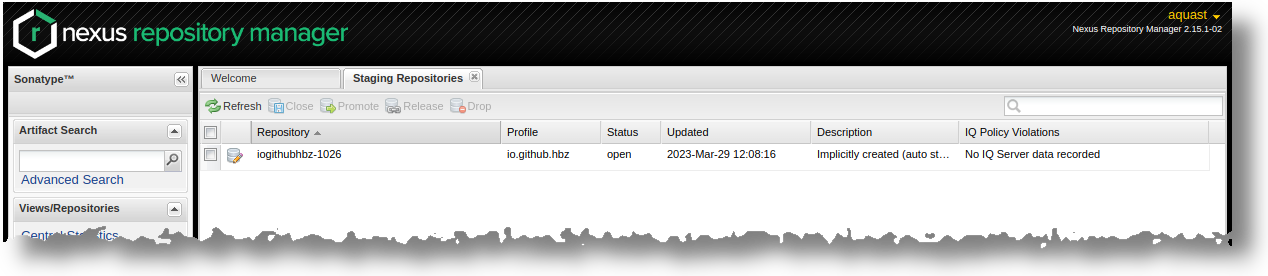 aquast
nexus repository manager
Nexus Repository Manager 2.15.1-02
Sonatype™
Welcome
Staging Repositories
Refresh Close Promote Release Drop
Artifact Search
Repository Profile Status Updated Description IQ Policy Violations
iogithubhbz-1026 io.github.hbz open 2023-Mar-29 12:08:16 Implicitly created (auto st... No IQ Server data recorded
Advanced Search
Views/Repositories